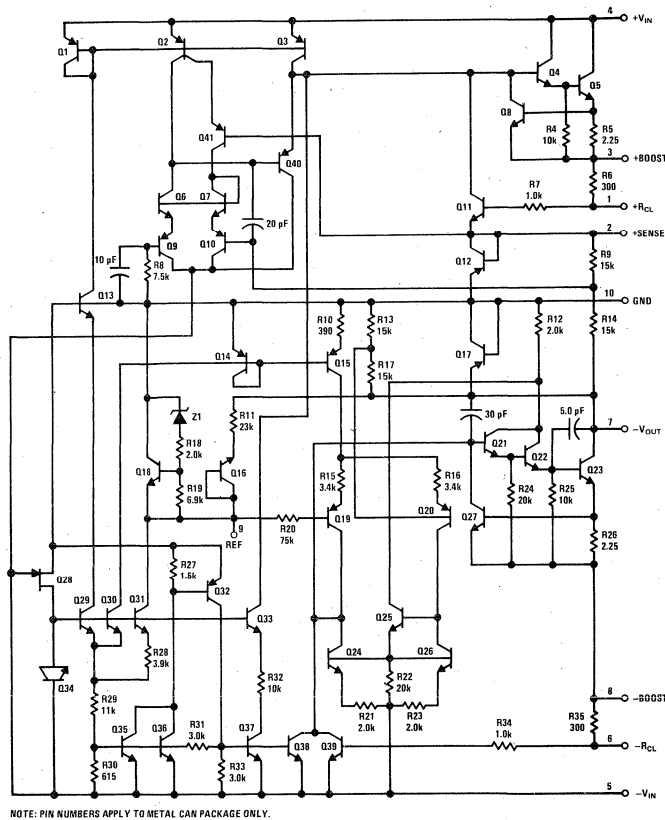 4
+VIN
Q1
Q2
Q3
Q4
Q5
Q8
R4
10k
R5
2.25
3
+BOOST
Q41
Q40
R6
300
R7
1.0k
1
+RCL
Q6
Q7
20 pF
Q11
2
+SENSE
Q9
Q10
Q12
R9
15k
10 pF
R8
7.5k
Q13
10
GND
R10
390
R13
15k
R12
2.0k
R14
15k
Q14
Q15
Q17
R17
15k
Z1
R11
23k
30 pF
5.0 pF
7
-VOUT
R18
2.0k
Q21
Q22
Q23
Q18
R19
6.9k
Q16
R15
3.4k
R16
3.4k
R24
20k
R25
10k
Q19
Q20
Q27
9
REF
R20
75k
R26
2.25
R27
1.6k
Q32
Q28
Q29
Q30
Q31
Q33
Q25
R28
3.9k
Q24
Q26
Q34
R32
10k
R22
20k
R29
11k
8
-BOOST
R21
2.0k
R23
2.0k
R35
300
Q35
Q36
R31
3.0k
Q37
Q38
Q39
R34
1.0k
6
-RCL
R30
615
R33
3.0k
5
-VIN
NOTE: PIN NUMBERS APPLY TO METAL CAN PACKAGE ONLY.